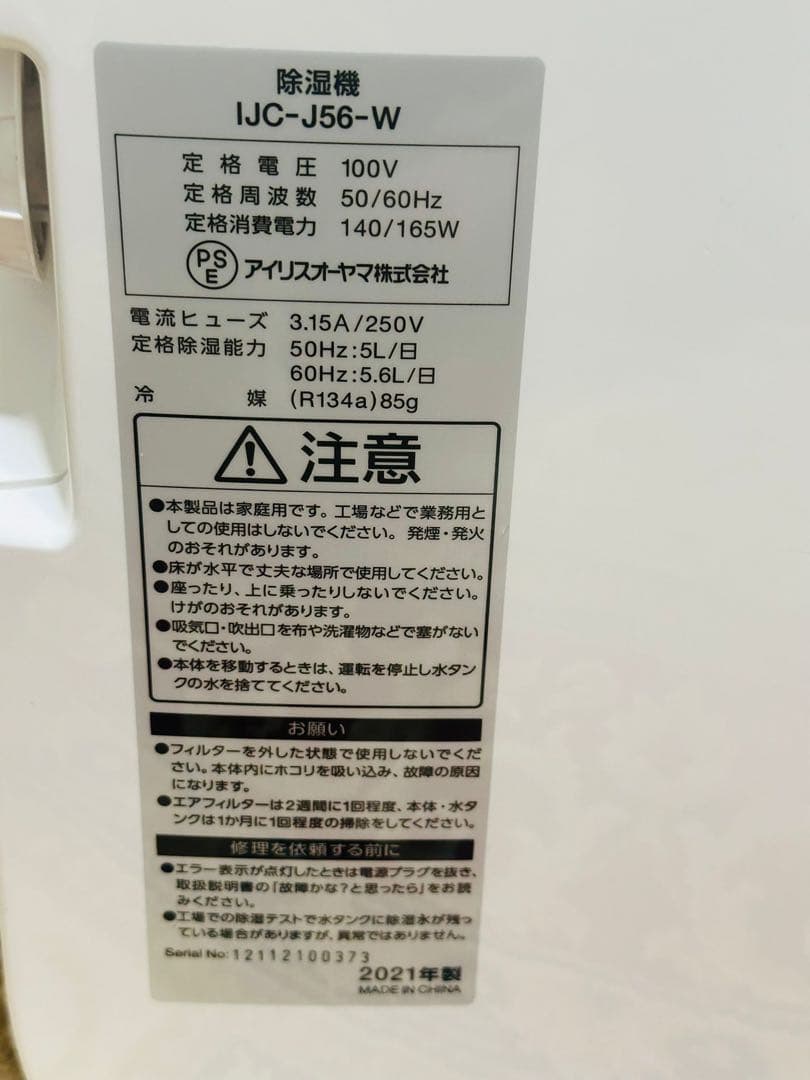 除湿機
IJC-J56-W
定格電圧 100V
定格周波数 50/60Hz
定格消費電力 140/165W
PSE アイリスオーヤマ株式会社
電流ヒューズ 3.15A/250V
定格除湿能力 50Hz:5L/日
60Hz:5.6L/日
冷媒 (R134a)85g
注意
●本製品は家庭用です。工場などで業務用と
しての使用はしないでください。発煙・発火
のおそれがあります。
●床が水平で丈夫な場所で使用してください。
●座ったり、上に乗ったりしないでください。
けがのおそれがあります。
●吸気口・吹出口を布や洗濯物などで塞がない
でください。
●本体を移動するときは、運転を停止し水タン
クの水を捨ててください。
お願い
●フィルターを外した状態で使用しないでくだ
さい。本体内にホコリを吸い込み、故障の原因
になります。
●エアフィルターは2週間に1回程度、本体・水タ
ンクは1か月に1回程度の掃除をしてください。
修理を依頼する前に
●エラー表示が点灯したときは電源プラグを抜き、
取扱説明書の「故障かな?と思ったら」をお読
みください。
●工場での除湿テストで水タンクに除湿水が残っ
ている場合がありますが、異常ではありません。
Serial No: 12112100373
2021年製
MADE IN CHINA